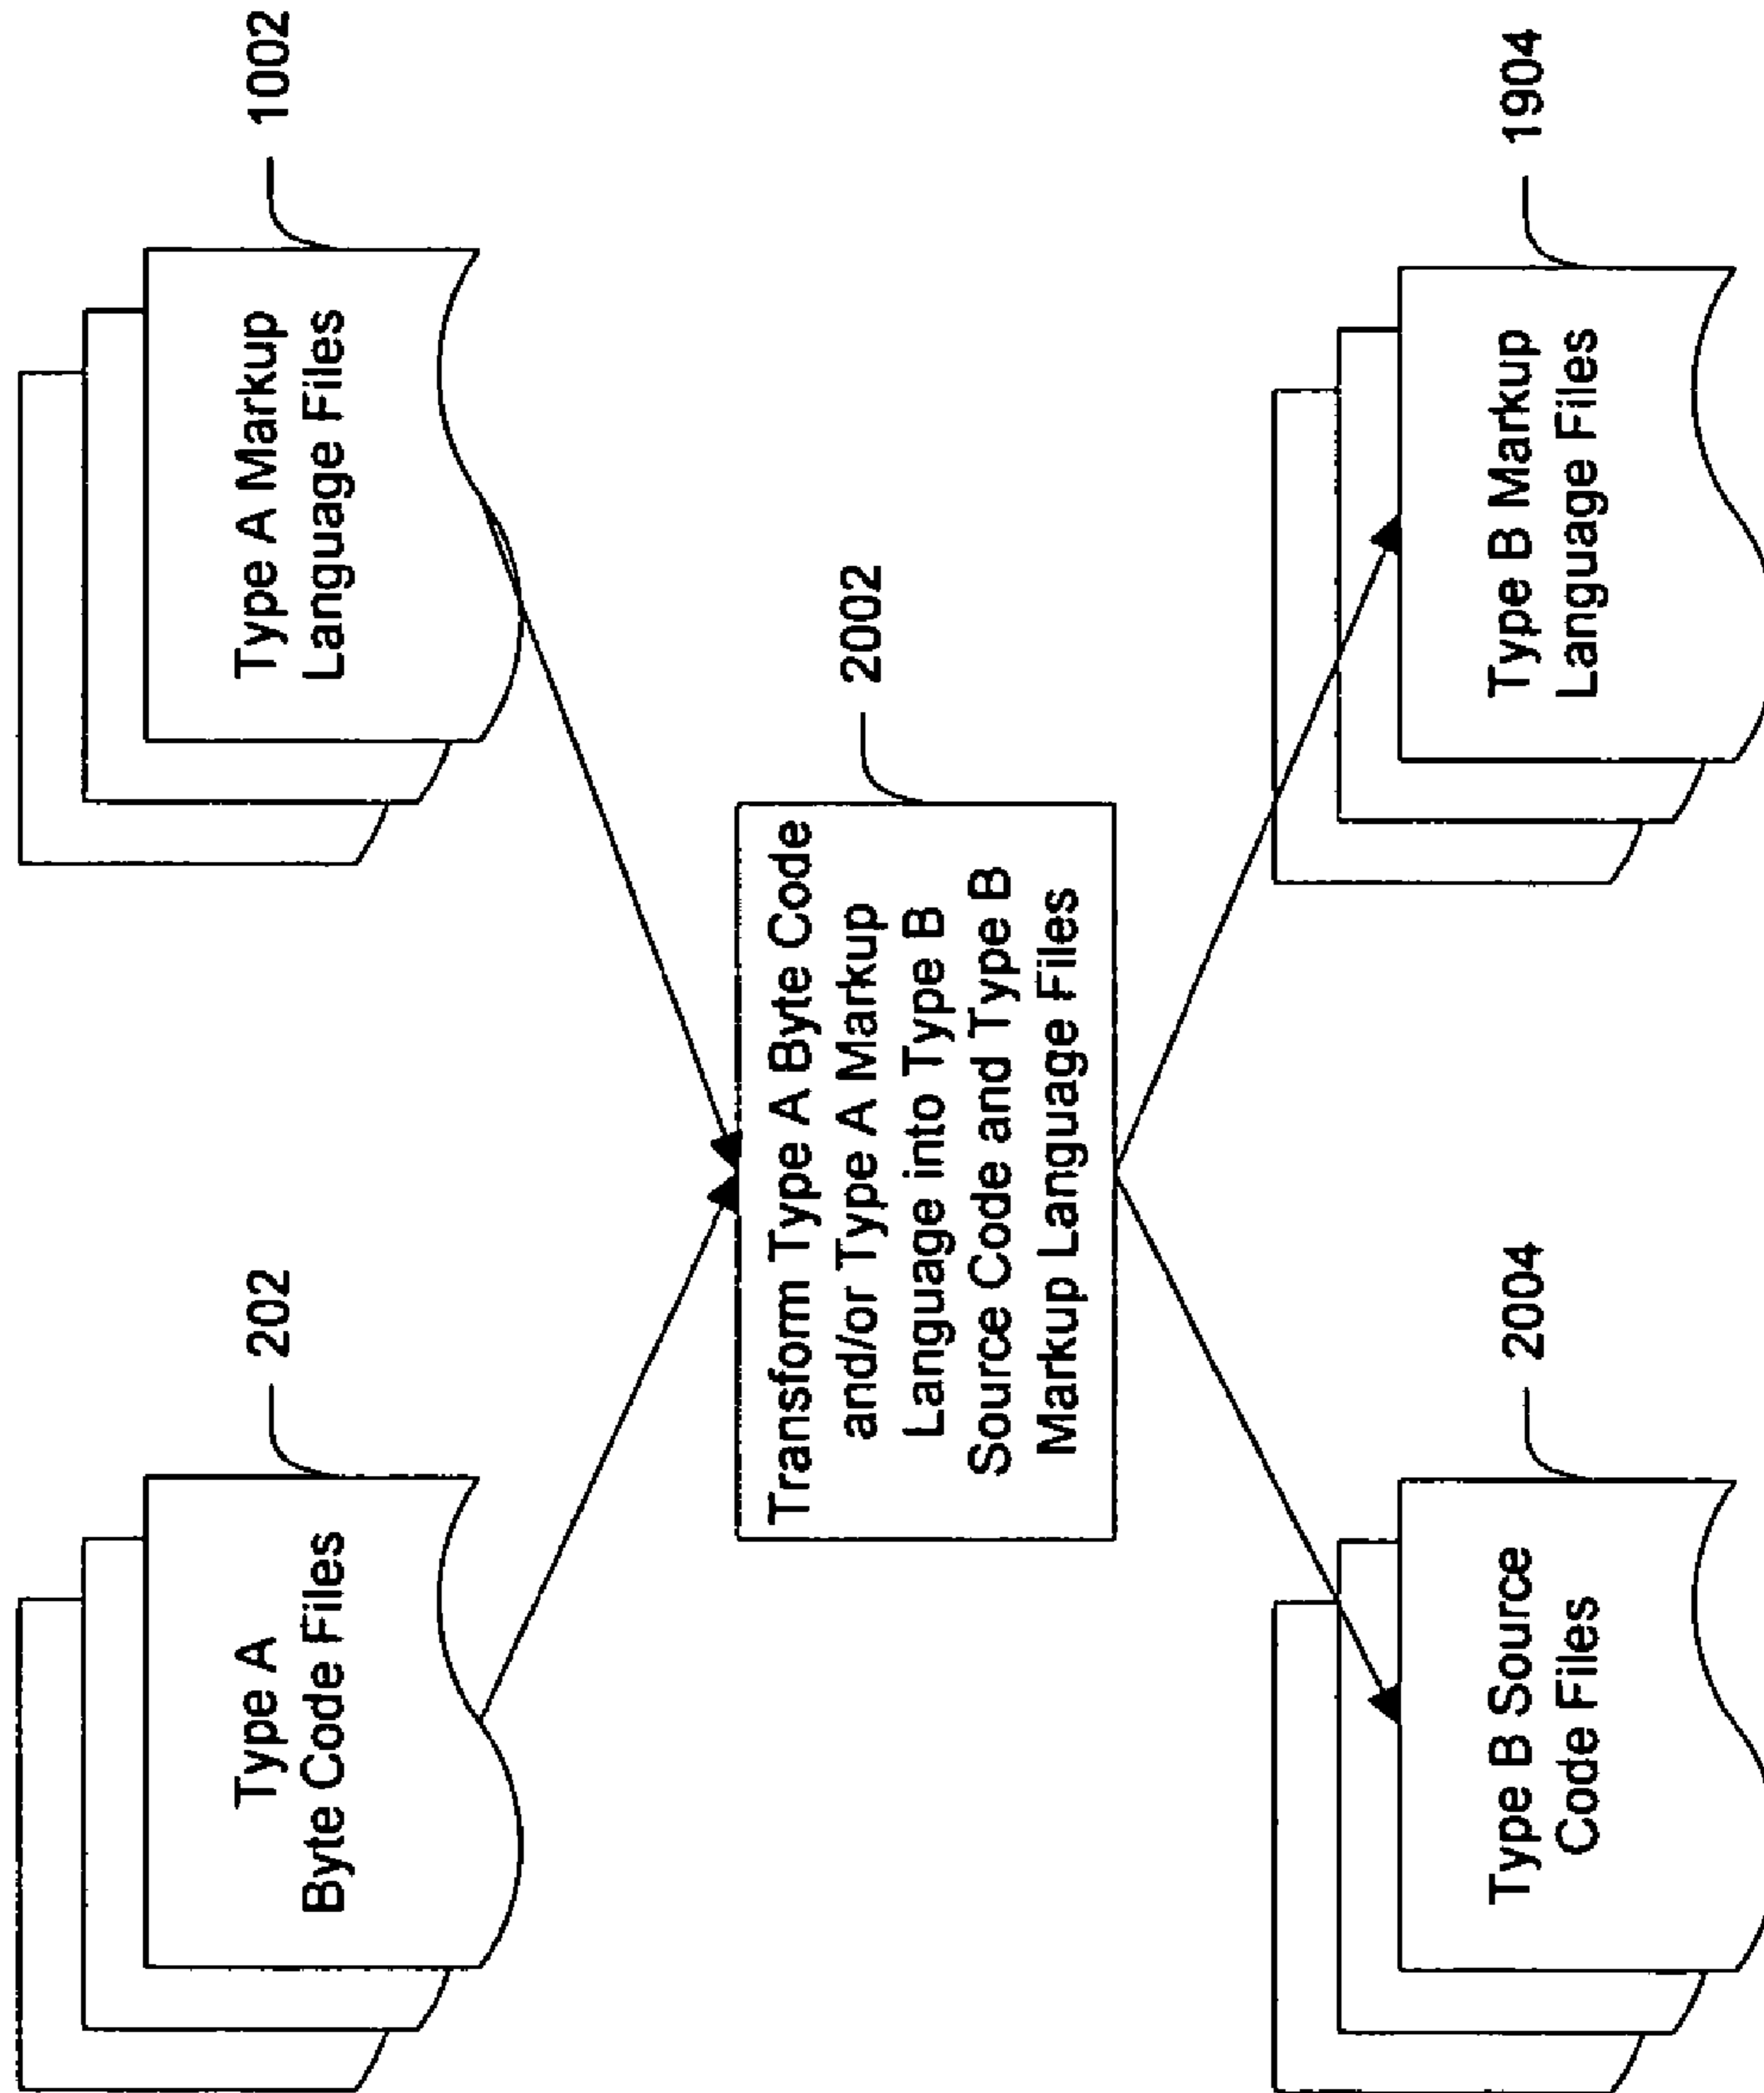 Type A
Byte Code Files
202
Type A Markup
Language Files
1002
Transform Type A Byte Code
and/or Type A Markup
Language into Type B
Source Code and Type B
Markup Language Files
2002
Type B Source
Code Files
2004
Type B Markup
Language Files
1904